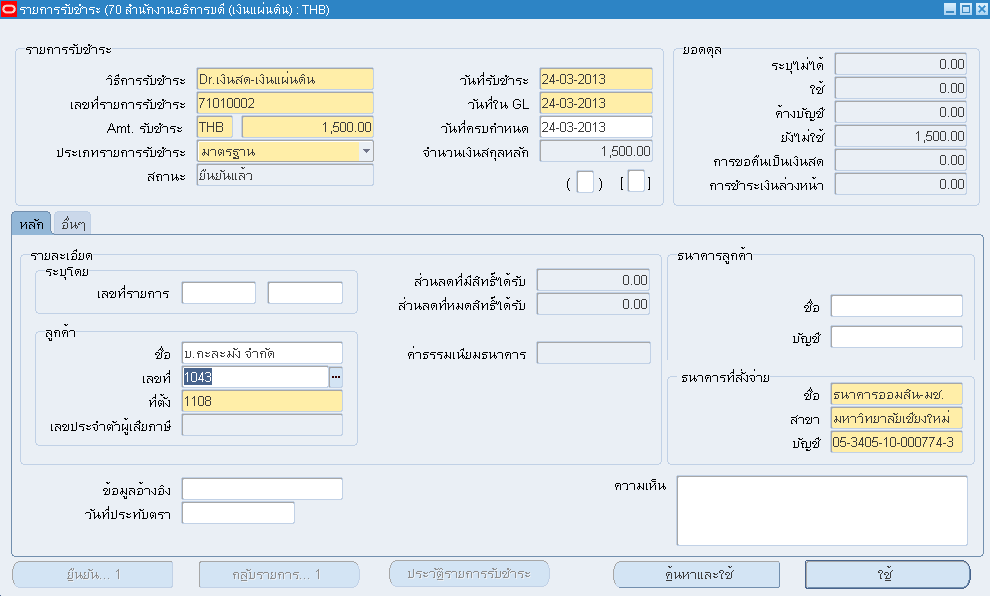 รายการรับชำระ (70 สำนักงานอธิการบดี (เงินแผ่นดิน) : THB)
รายการรับชำระ
วิธีการรับชำระ Dr.เงินสด-เงินแผ่นดิน
เลขที่รายการรับชำระ 71010002
Amt. รับชำระ THB 1,500.00
ประเภทรายการรับชำระ มาตรฐาน
สถานะ ยืนยันแล้ว
วันที่รับชำระ 24-03-2013
วันที่ใน GL 24-03-2013
วันที่ครบกำหนด 24-03-2013
จำนวนเงินสกุลหลัก 1,500.00
( ) [ ]
ยอดดุล
ระบุไม่ได้ 0.00
ใช้ 0.00
ค้างบัญชี 0.00
ยังไม่ใช้ 1,500.00
การขอคืนเป็นเงินสด 0.00
การชำระเงินล่วงหน้า 0.00
หลัก อื่นๆ
รายละเอียด
ระบุโดย
เลขที่รายการ
ลูกค้า
ชื่อ บ.กะละมัง จำกัด
เลขที่ 1043 ...
ที่ตั้ง 1108
เลขประจำตัวผู้เสียภาษี
ส่วนลดที่มีสิทธิ์ได้รับ 0.00
ส่วนลดที่หมดสิทธิ์ได้รับ 0.00
ค่าธรรมเนียมธนาคาร
ธนาคารลูกค้า
ชื่อ
บัญชี
ธนาคารที่สั่งจ่าย
ชื่อ ธนาคารออมสิน-มช.
สาขา มหาวิทยาลัยเชียงใหม่
บัญชี 05-3405-10-000774-3
ข้อมูลอ้างอิง
วันที่ประทับตรา
ความเห็น
ยืนยัน... 1 กลับรายการ... 1 ประวัติรายการรับชำระ ค้นหาและใช้ ใช้